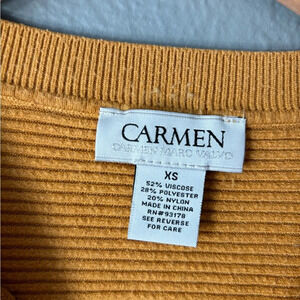 CARMEN
CARMEN MARC VALVO
XS
52% VISCOSE
28% POLYESTER
20% NYLON
MADE IN CHINA
RN#93178
SEE REVERSE
FOR CARE